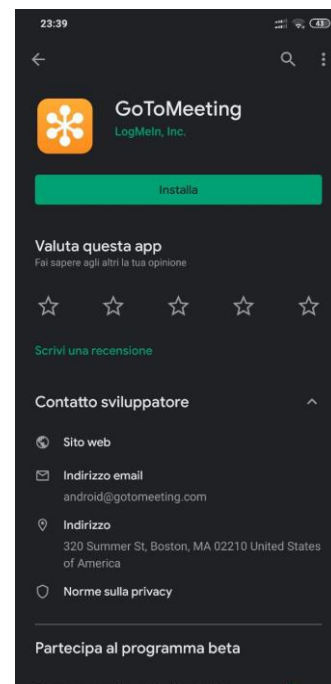 23:39
43
GoToMeeting
LogMeIn, Inc.
Installa
Valuta questa app
Fai sapere agli altri la tua opinione
Scrivi una recensione
Contatto sviluppatore
Sito web
Indirizzo email
android@gotomeeting.com
Indirizzo
320 Summer St, Boston, MA 02210 United States
of America
Norme sulla privacy
Partecipa al programma beta